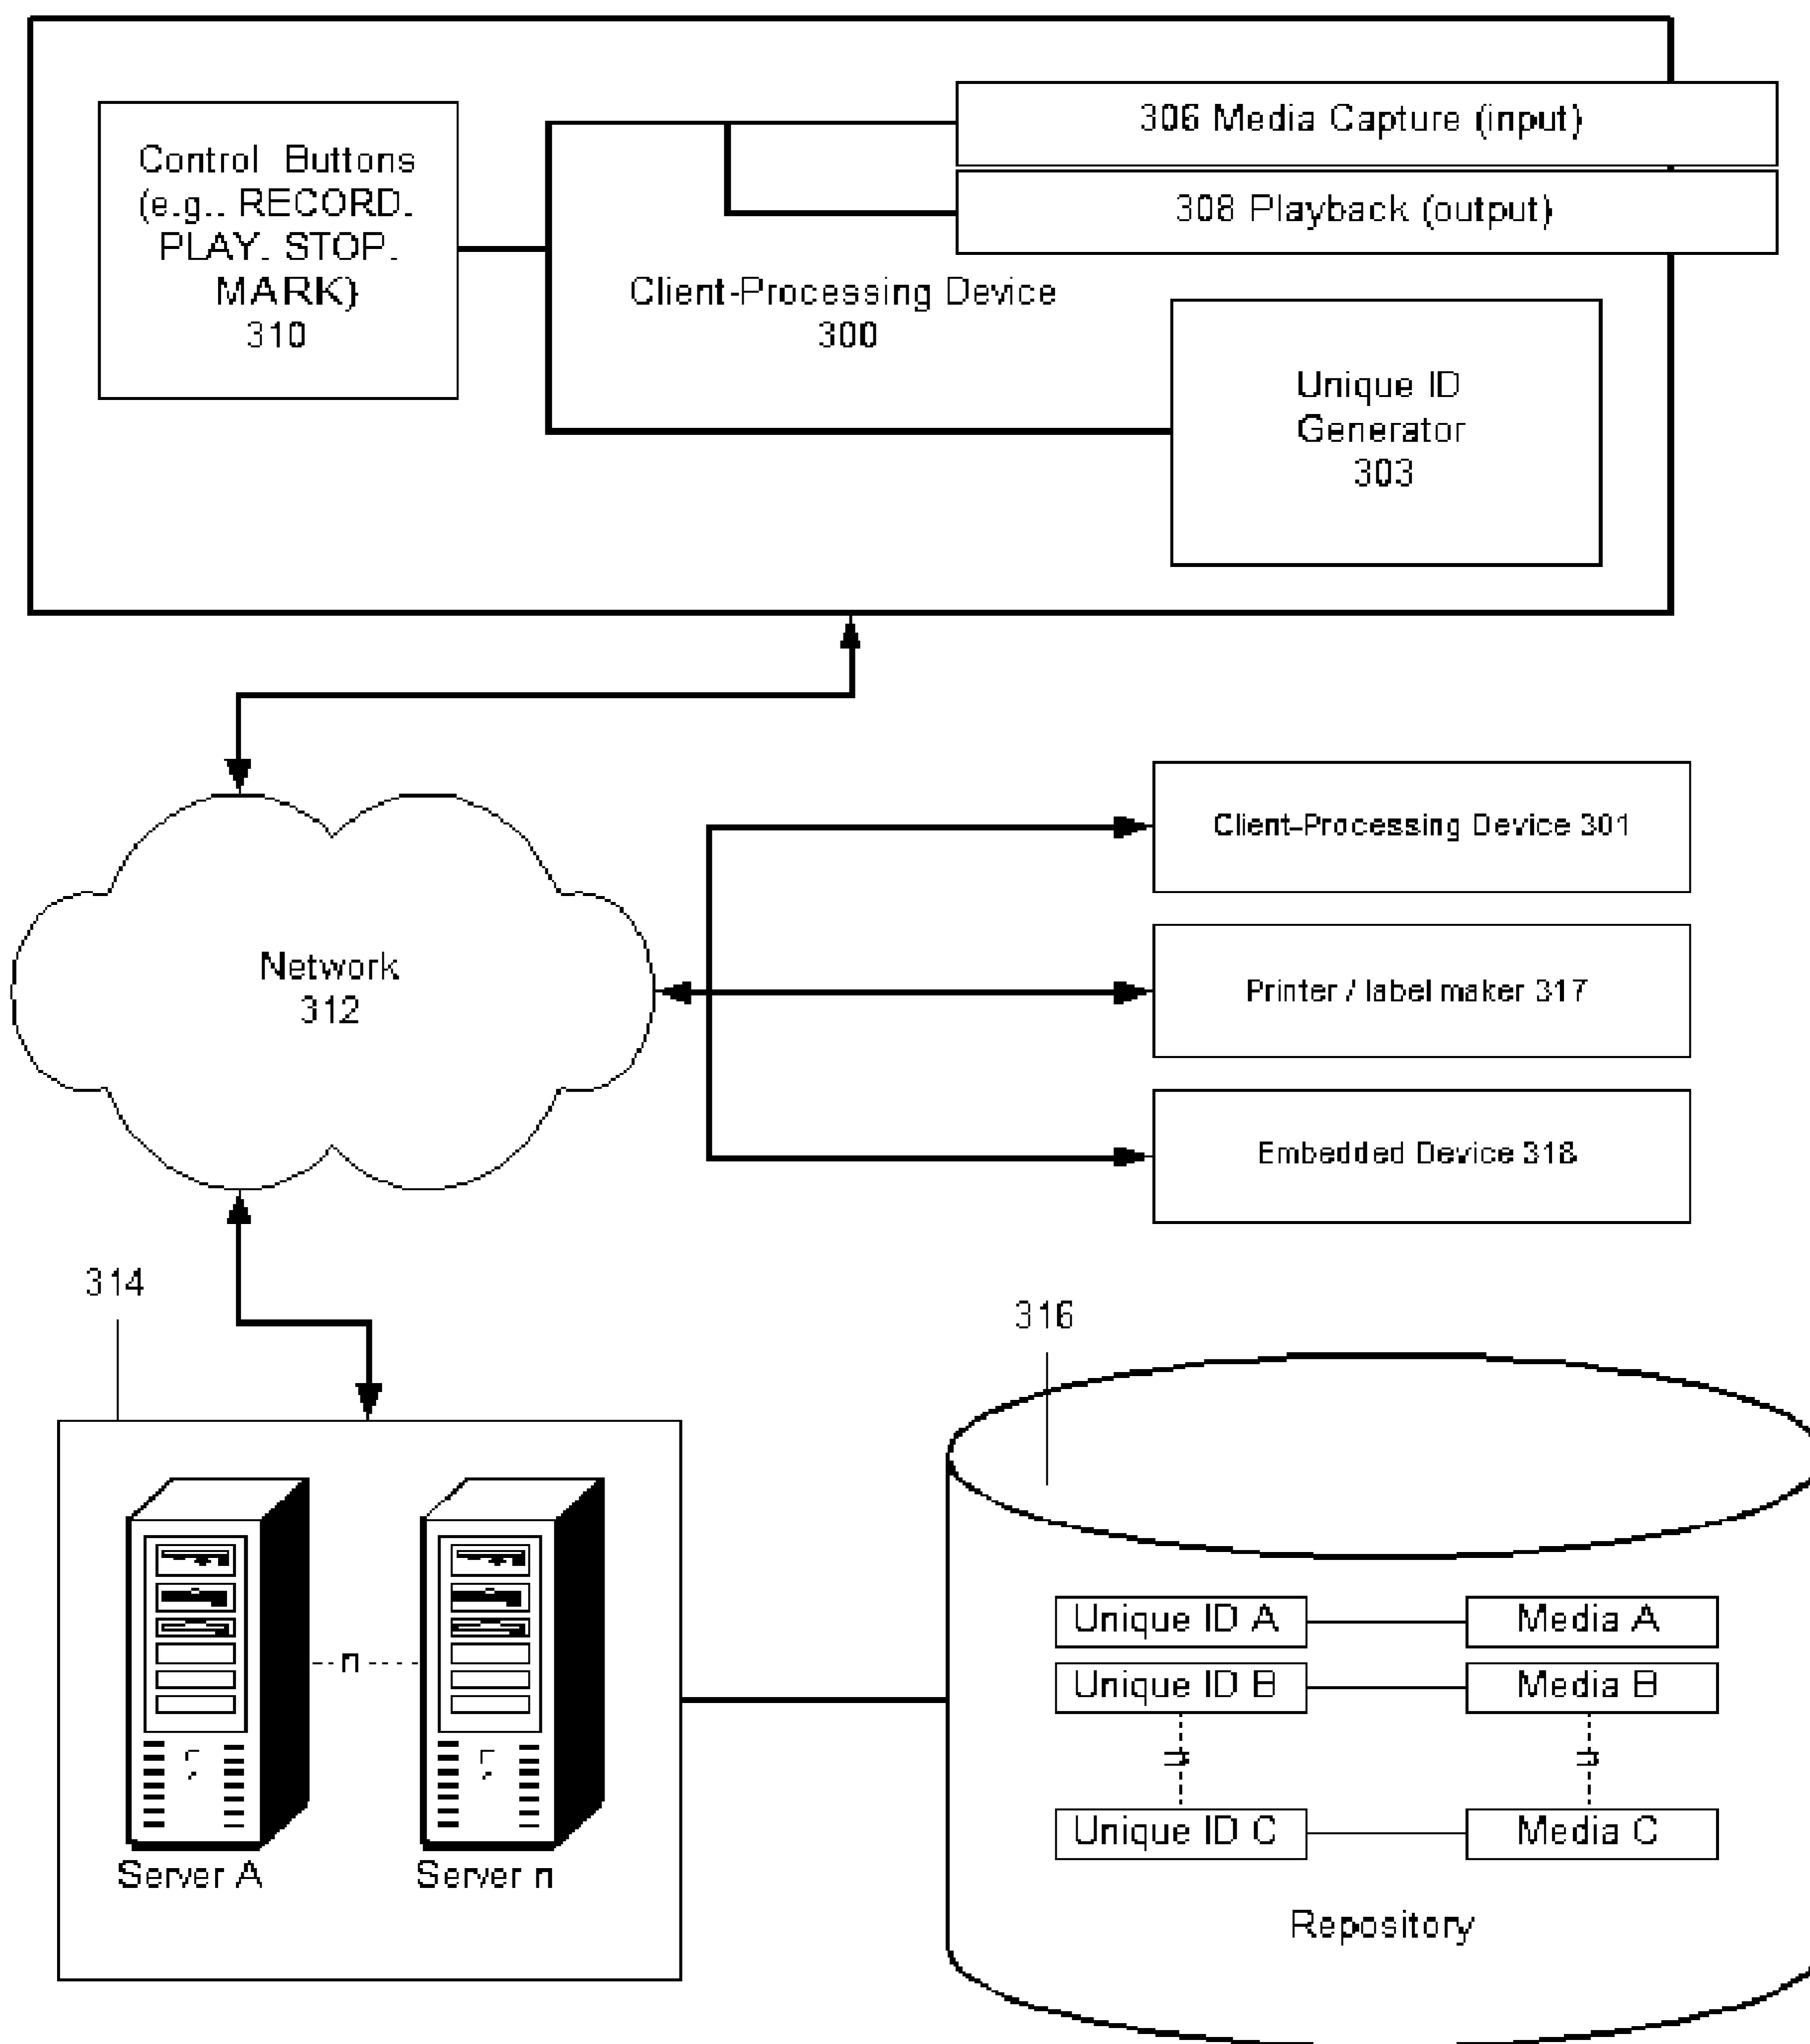 306 Media Capture (input)
308 Playback (output)
Control Buttons
(e.g.. RECORD.
PLAY. STOP.
MARK)
310
Client-Processing Device
300
Unique ID
Generator
303
Client-Processing Device 301
Network
312
Printer / label maker 317
Embedded Device 318
314
316
n
Server A
Server n
Unique ID A
Media A
Unique ID B
Media B
n
n
Unique ID C
Media C
Repository